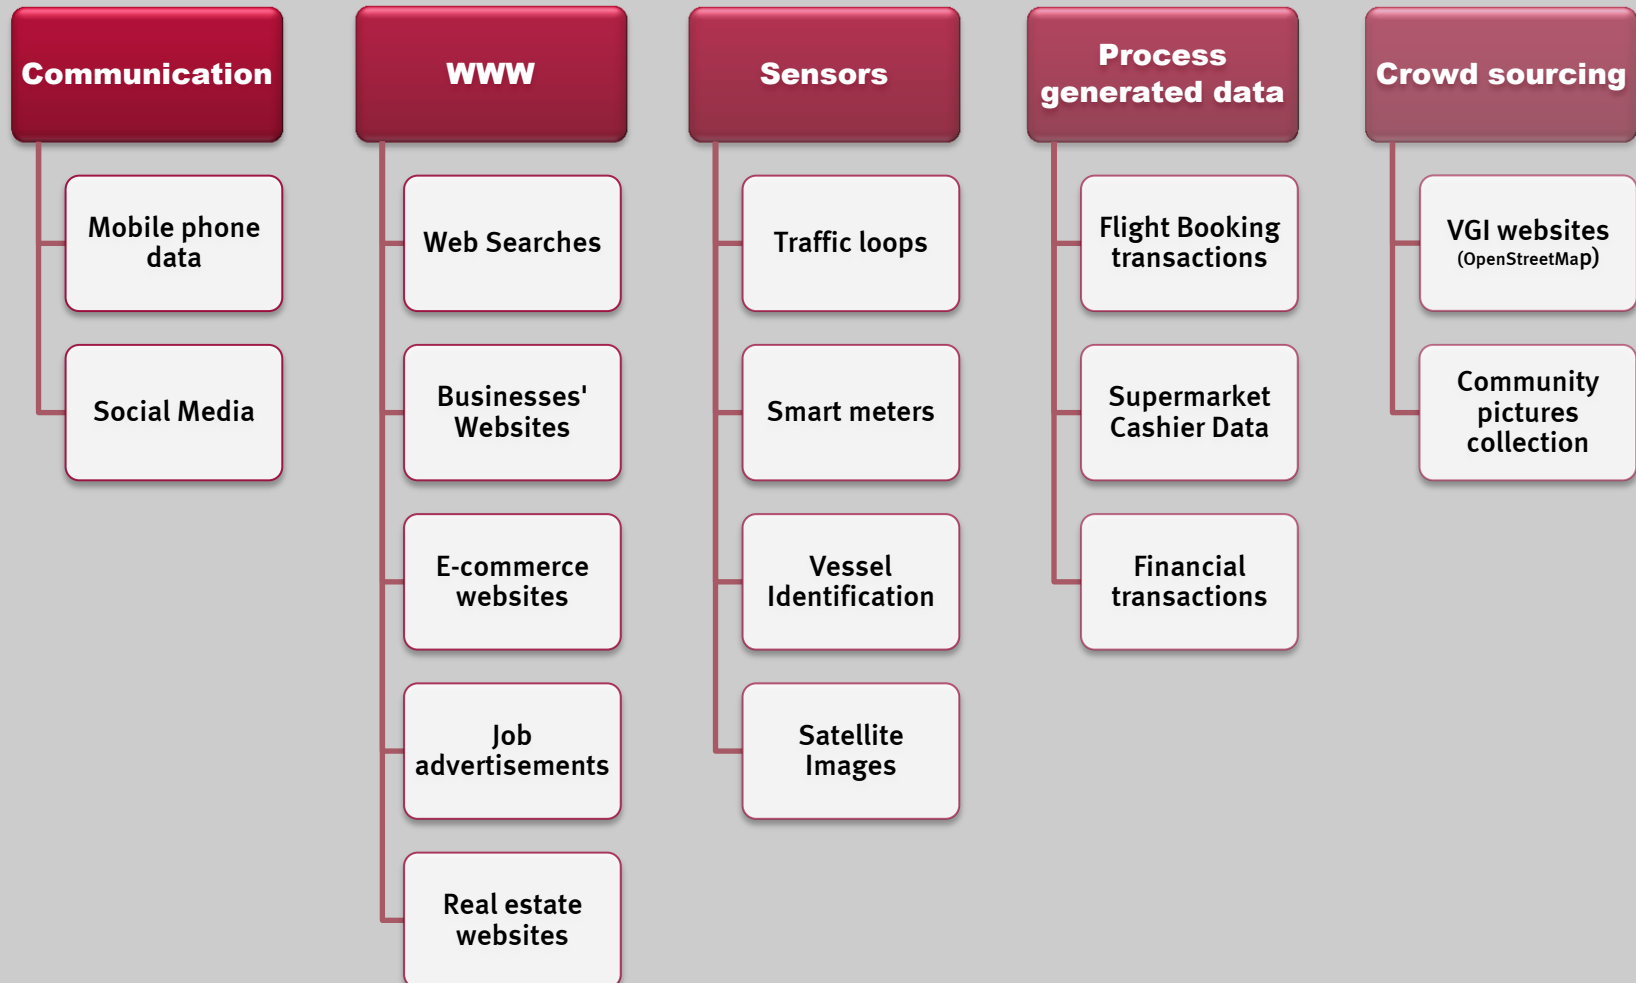 Communication
Mobile phone
data
Social Media
WWW
Web Searches
Businesses'
Websites
E-commerce
websites
Job
advertisements
Real estate
websites
Sensors
Traffic loops
Smart meters
Vessel
Identification
Satellite
Images
Process
generated data
Flight Booking
transactions
Supermarket
Cashier Data
Financial
transactions
Crowd sourcing
VGI websites
(OpenStreetMap)
Community
pictures
collection